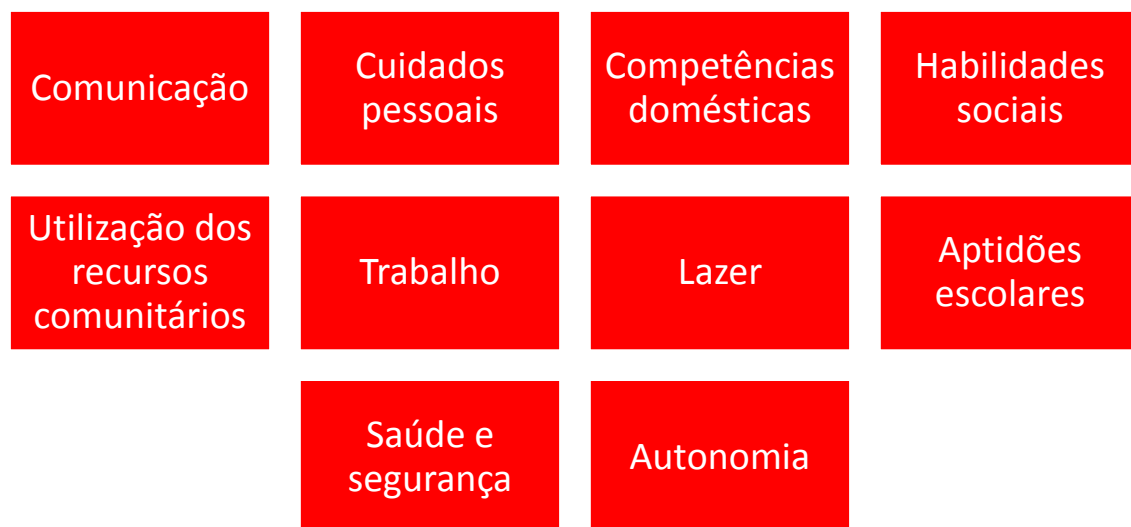 Comunicação
Cuidados
pessoais
Competências
domésticas
Habilidades
sociais
Utilização dos
recursos
comunitários
Trabalho
Lazer
Aptidões
escolares
Saúde e
segurança
Autonomia